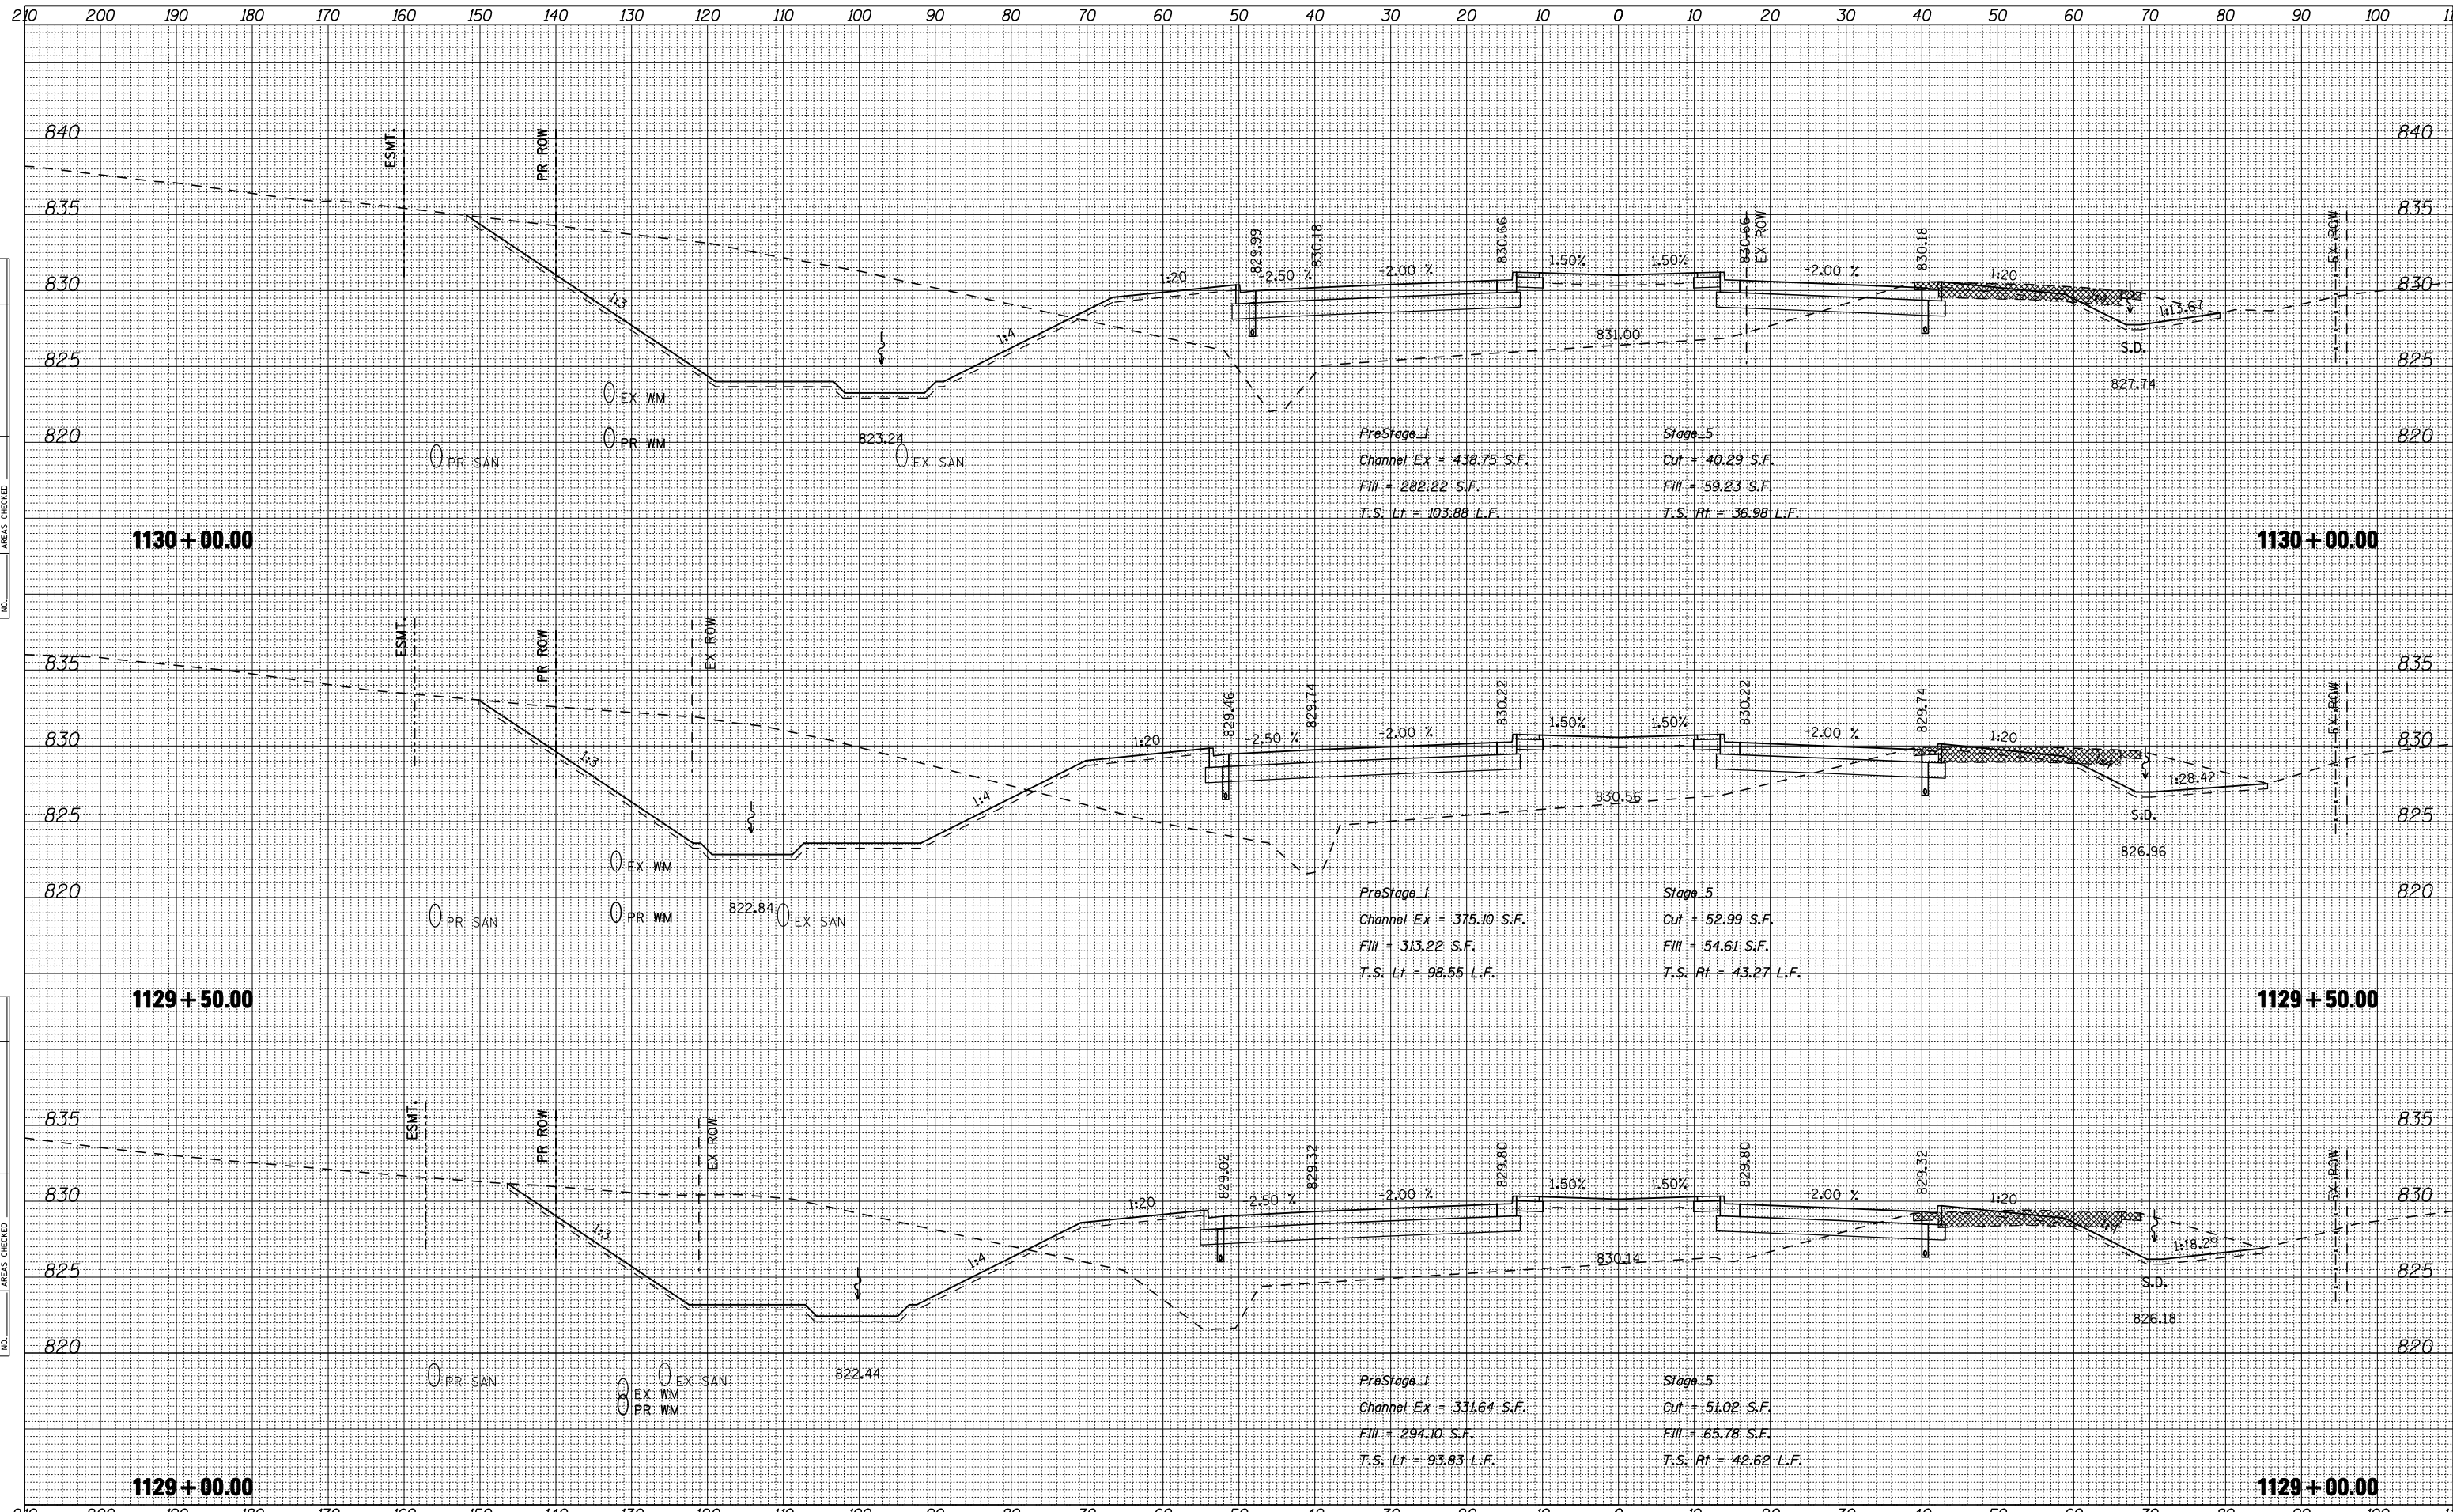 210 200 190 180 170 160 150 140 130 120 110 100 90 80 70 60 50 40 30 20 10 0 10 20 30 40 50 60 70 80 90 100
840 840
835 835
830 830
825 825
820 820
ESMT.
PR ROW
1:3
EX WM
PR WM
PR SAN
823.24
EX SAN
1:4
1:20
829.99
-2.50 %
830.18
-2.00 %
830.66
1.50%
1.50%
830.66
EX ROW
-2.00 %
830.18
1:20
831.00
1:13.67
S.D.
827.74
EX ROW
PreStage_1
Channel Ex = 438.75 S.F.
Fill = 282.22 S.F.
T.S. Lt = 103.88 L.F.
Stage_5
Cut = 40.29 S.F.
Fill = 59.23 S.F.
T.S. Rt = 36.98 L.F.
1130+00.00 1130+00.00
AREAS CHECKED
NO.
835 835
830 830
825 825
820 820
ESMT.
PR ROW
EX ROW
1:3
EX WM
PR WM
PR SAN
822.84
EX SAN
1:4
1:20
829.46
-2.50 %
829.74
-2.00 %
830.22
1.50%
1.50%
830.22
-2.00 %
829.74
1:20
830.56
1:28.42
S.D.
826.96
EX ROW
PreStage_1
Channel Ex = 375.10 S.F.
Fill = 313.22 S.F.
T.S. Lt = 98.55 L.F.
Stage_5
Cut = 52.99 S.F.
Fill = 54.61 S.F.
T.S. Rt = 43.27 L.F.
1129+50.00 1129+50.00
835 835
830 830
825 825
820 820
ESMT.
PR ROW
EX ROW
1:3
PR SAN
EX SAN
EX WM
PR WM
822.44
1:4
1:20
829.02
-2.50 %
829.32
-2.00 %
829.80
1.50%
1.50%
829.80
-2.00 %
829.32
1:20
830.14
1:18.29
S.D.
826.18
EX ROW
PreStage_1
Channel Ex = 331.64 S.F.
Fill = 294.10 S.F.
T.S. Lt = 93.83 L.F.
Stage_5
Cut = 51.02 S.F.
Fill = 65.78 S.F.
T.S. Rt = 42.62 L.F.
1129+00.00 1129+00.00
AREAS CHECKED
NO.